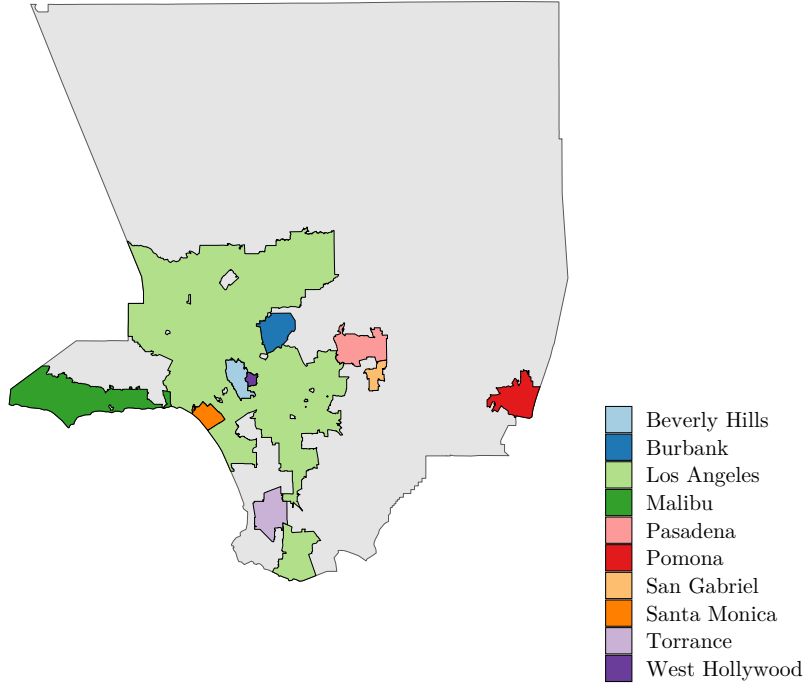 Beverly Hills
Burbank
Los Angeles
Malibu
Pasadena
Pomona
San Gabriel
Santa Monica
Torrance
West Hollywood